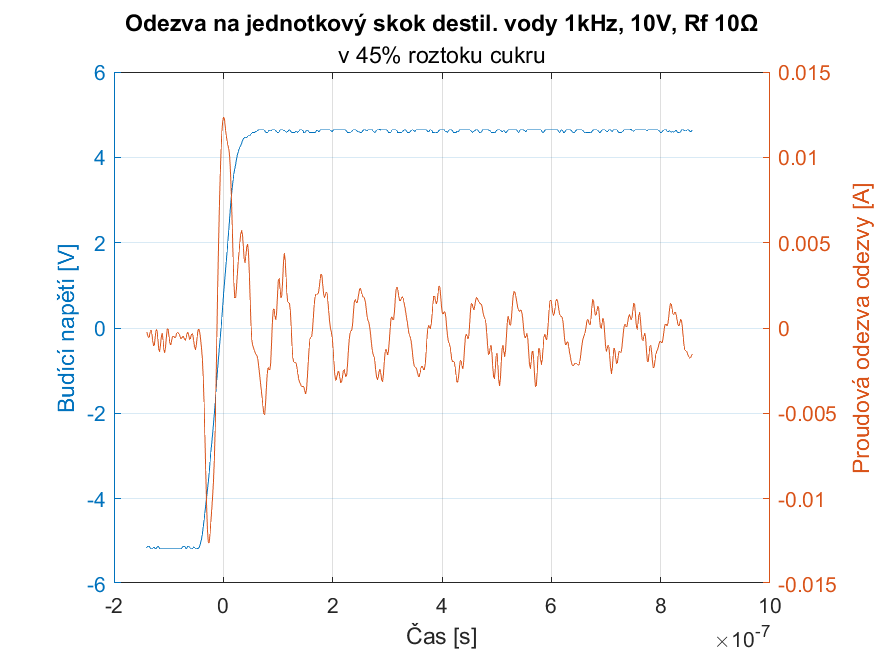 Odezva na jednotkový skok destil. vody 1kHz, 10V, Rf 10Ω
v 45% roztoku cukru
6
4
2
0
-2
-4
-6
Budící napětí [V]
0.015
0.01
0.005
0
-0.005
-0.01
-0.015
Proudová odezva odezvy [A]
-2 0 2 4 6 8 10
Čas [s]
×10-7